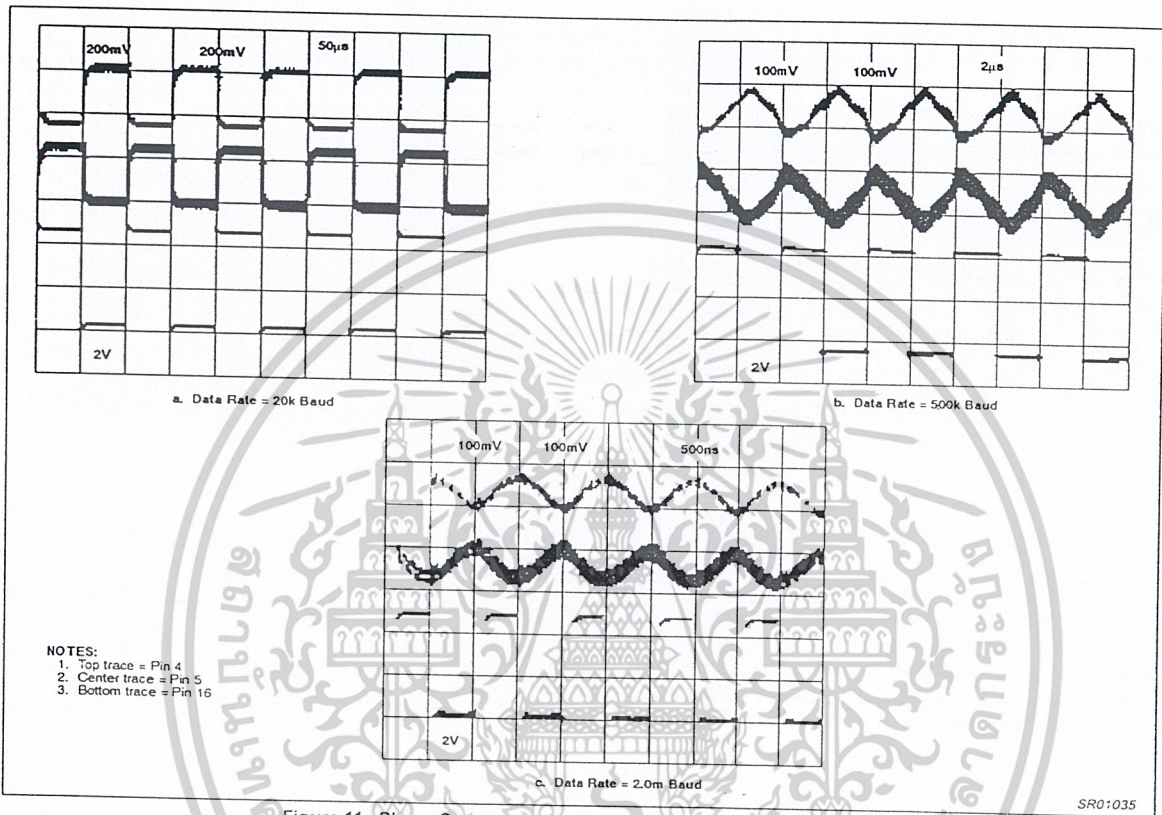 200mV 200mV 50µs
2V
a. Data Rate = 20k Baud
100mV 100mV 2µs
2V
b. Data Rate = 500k Baud
100mV 100mV 500ns
2V
c. Data Rate = 2.0m Baud
NOTES:
1. Top trace = Pin 4
2. Center trace = Pin 5
3. Bottom trace = Pin 16
SR01035